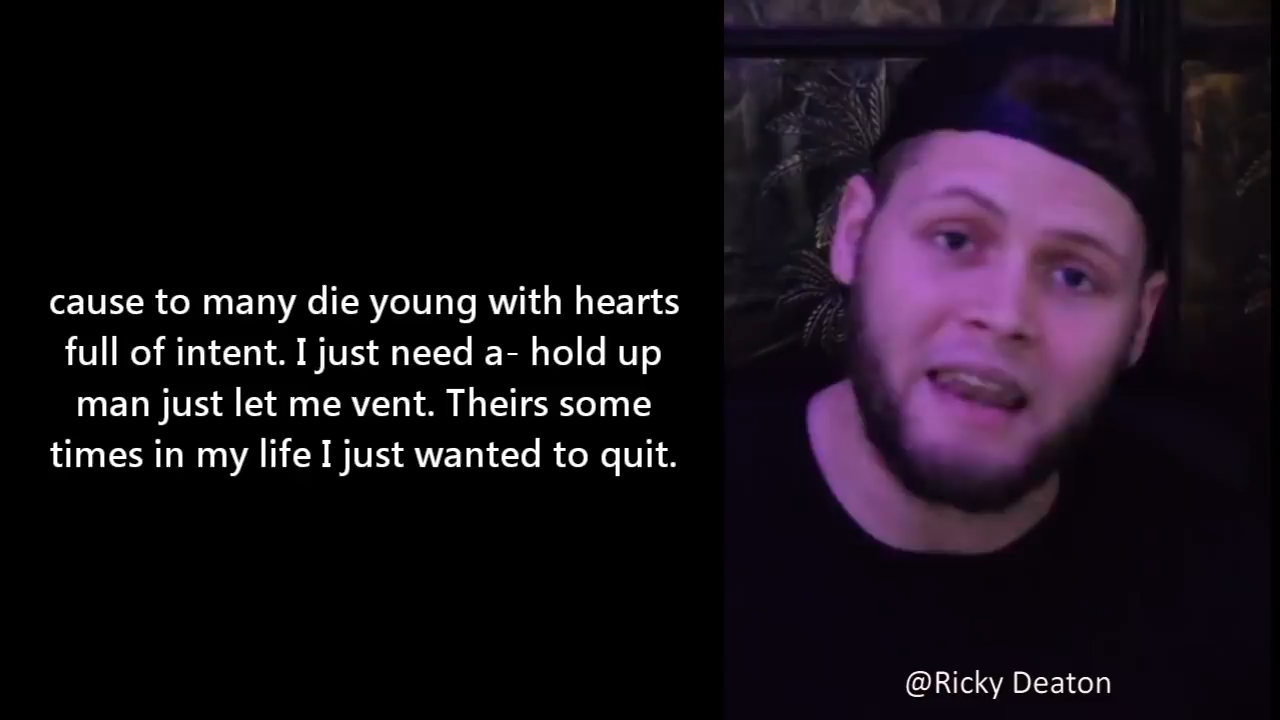 cause to many die young with hearts
full of intent. I just need a- hold up
man just let me vent. Theirs some
times in my life I just wanted to quit.
@Ricky Deaton